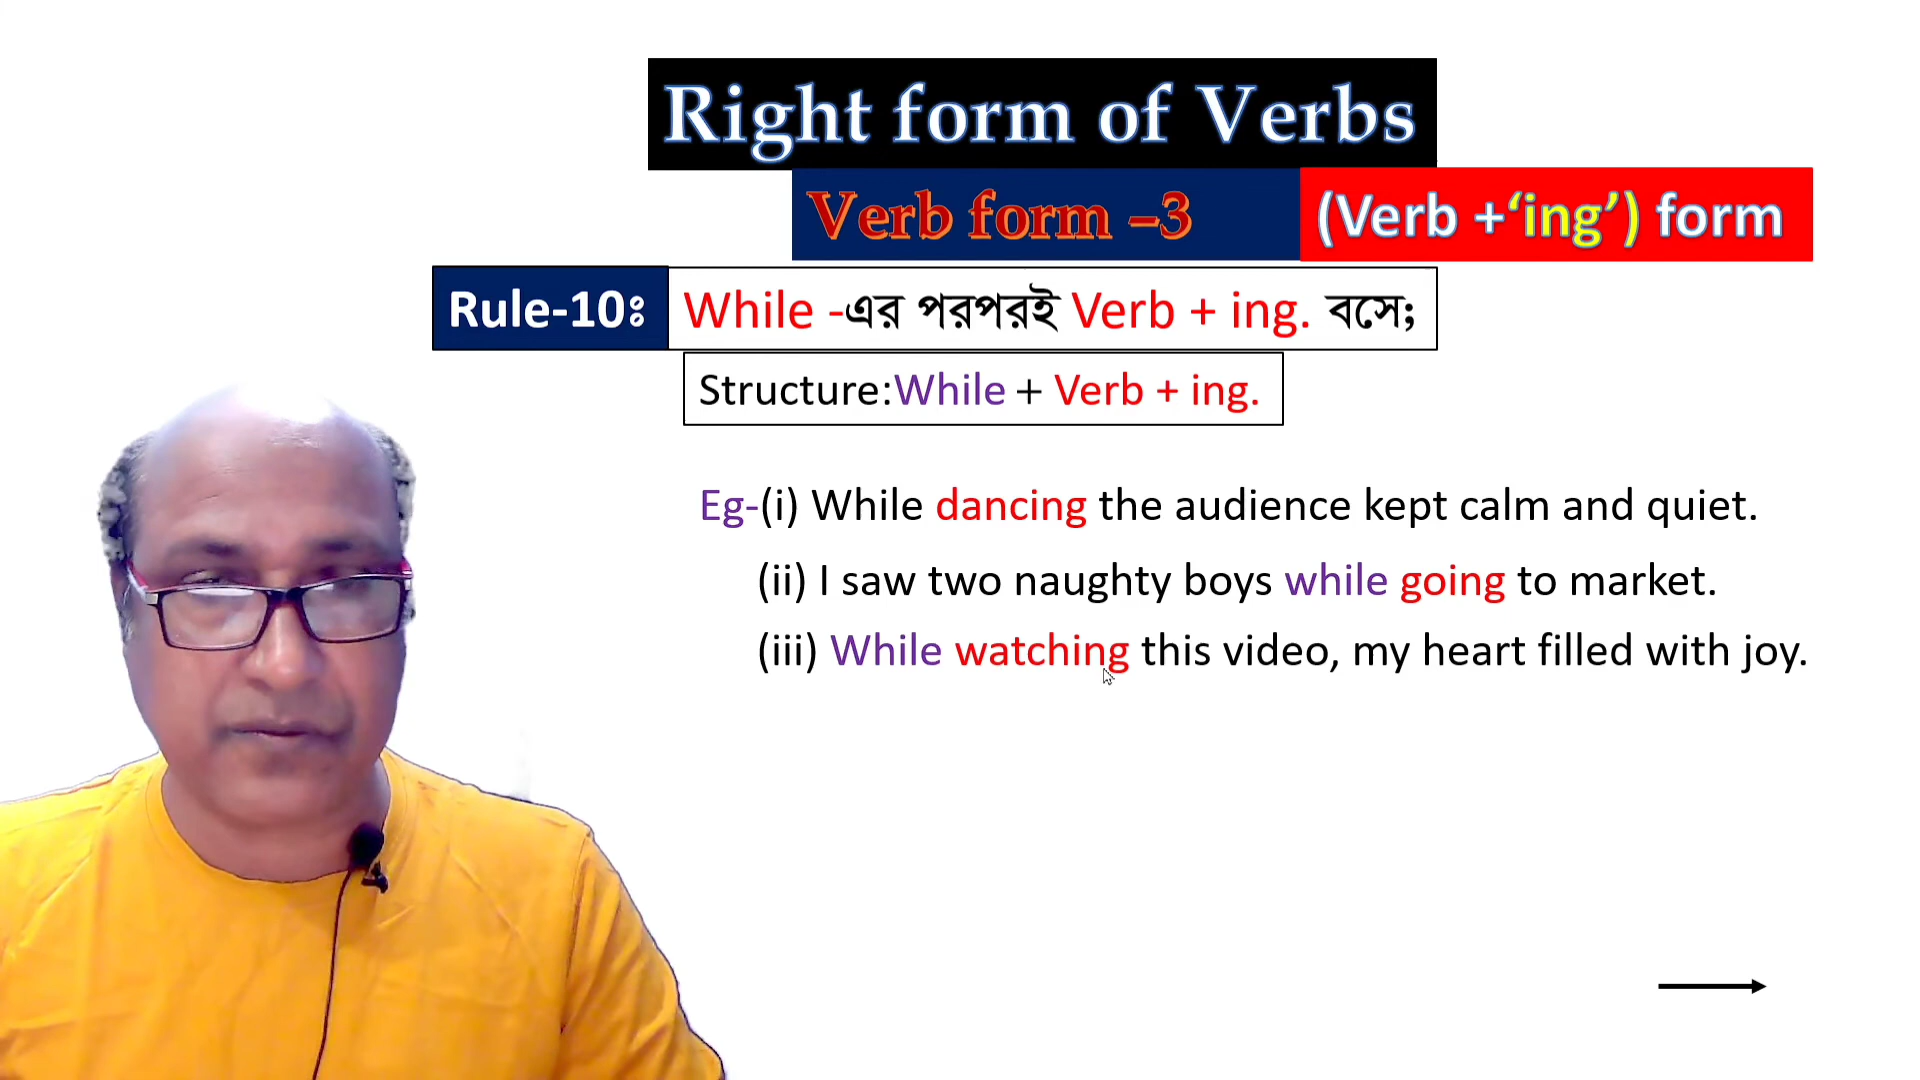 Right form of Verbs
Verb form –3 (Verb +‘ing’) form
Rule-10ঃ While -এর পরপরই Verb + ing. বসে;
Structure:While + Verb + ing.
Eg-(i) While dancing the audience kept calm and quiet.
(ii) I saw two naughty boys while going to market.
(iii) While watching this video, my heart filled with joy.